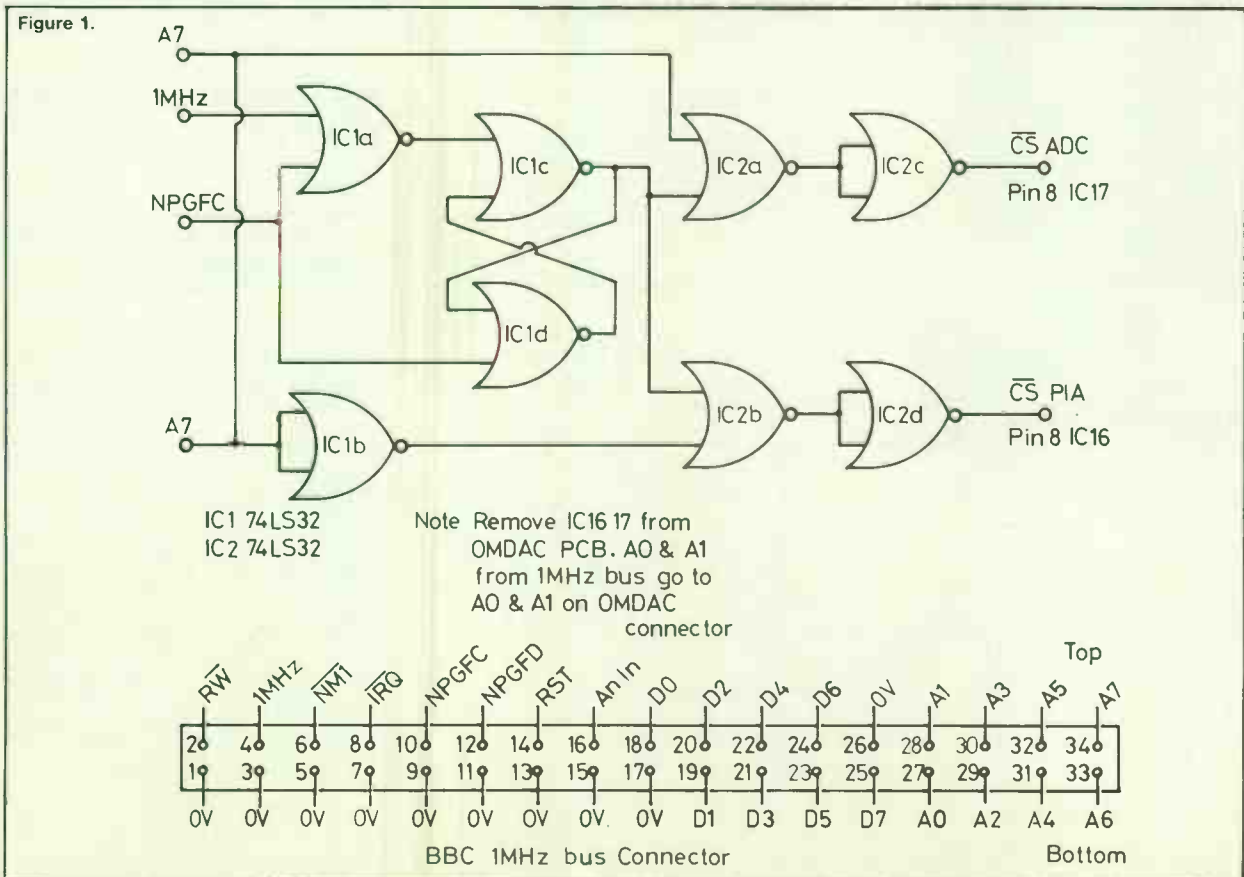 Figure 1.
A7
1MHz
NPGFC
A7
IC1a
IC1b
IC1c
IC1d
IC2a
IC2c
IC2b
IC2d
CS ADC
Pin 8 IC17
CS PIA
Pin 8 IC16
IC1 74LS32
IC2 74LS32
Note Remove IC16 17 from
OMDAC PCB. A0 & A1
from 1MHz bus go to
A0 & A1 on OMDAC
connector
Top
RW 1MHz NM1 IRQ NPGFC NPGFD RST An In D0 D2 D4 D6 0V A1 A3 A5 A7
2 4 6 8 10 12 14 16 18 20 22 24 26 28 30 32 34
1 3 5 7 9 11 13 15 17 19 21 23 25 27 29 31 33
0V 0V 0V 0V 0V 0V 0V 0V. 0V D1 D3 D5 D7 A0 A2 A4 A6
BBC 1MHz bus Connector
Bottom